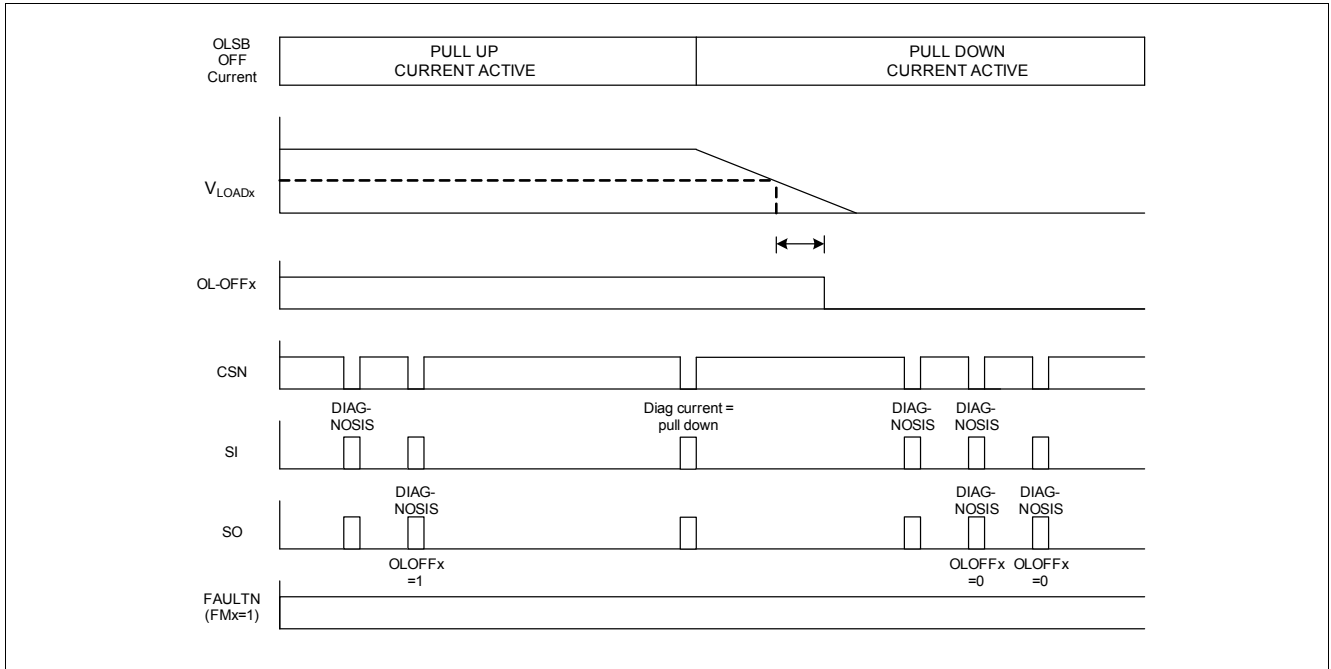 OLSB
OFF
Current
PULL UP
CURRENT ACTIVE
PULL DOWN
CURRENT ACTIVE
VLOADx
OL-OFFx
CSN
DIAG-
NOSIS
Diag current =
pull down
DIAG-
NOSIS
DIAG-
NOSIS
SI
DIAG-
NOSIS
DIAG-
NOSIS
DIAG-
NOSIS
SO
OLOFFx
=1
OLOFFx
=0
OLOFFx
=0
FAULTN
(FMx=1)